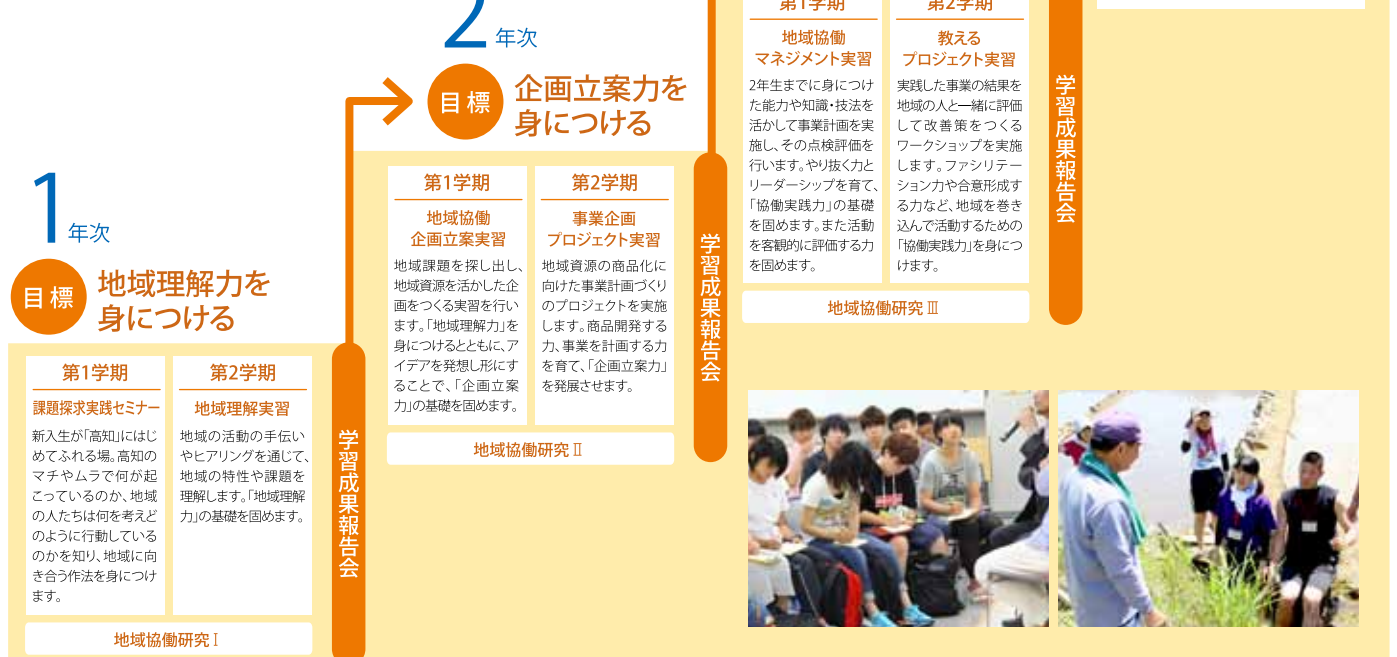 1年次
目標
地域理解力を
身につける
第1学期
課題探求実践セミナー
新入生が「高知」にはじ
めてふれる場。高知の
マチやムラで何が起
こっているのか、地域
の人たちは何を考えど
のように行動している
のかを知り、地域に向
き合う作法を身につけ
ます。
第2学期
地域理解実習
地域の活動の手伝い
やヒアリングを通じて、
地域の特性や課題を
理解します。「地域理解
力」の基礎を固めます。
地域協働研究Ⅰ
学習成果報告会
2年次
目標
企画立案力を
身につける
第1学期
地域協働
企画立案実習
地域課題を探し出し、
地域資源を活かした企
画をつくる実習を行い
ます。「地域理解力」を
身につけるとともに、ア
イデアを発想し形にす
ることで、「企画立案
力」の基礎を固めます。
第2学期
事業企画
プロジェクト実習
地域資源の商品化に
向けた事業計画づくり
のプロジェクトを実施
します。商品開発する
力、事業を計画する力
を育て、「企画立案力」
を発展させます。
地域協働研究Ⅱ
学習成果報告会
第1学期
地域協働
マネジメント実習
2年生までに身につけ
た能力や知識・技法を
活かして事業計画を実
施し、その点検評価を
行います。やり抜く力と
リーダーシップを育て、
「協働実践力」の基礎
を固めます。また活動
を客観的に評価する力
を固めます。
第2学期
教える
プロジェクト実習
実践した事業の結果を
地域の人と一緒に評価
して改善策をつくる
ワークショップを実施
します。ファシリテー
ション力や合意形成す
る力など、地域を巻き
込んで活動するための
「協働実践力」を身につ
けます。
地域協働研究Ⅲ
学習成果報告会